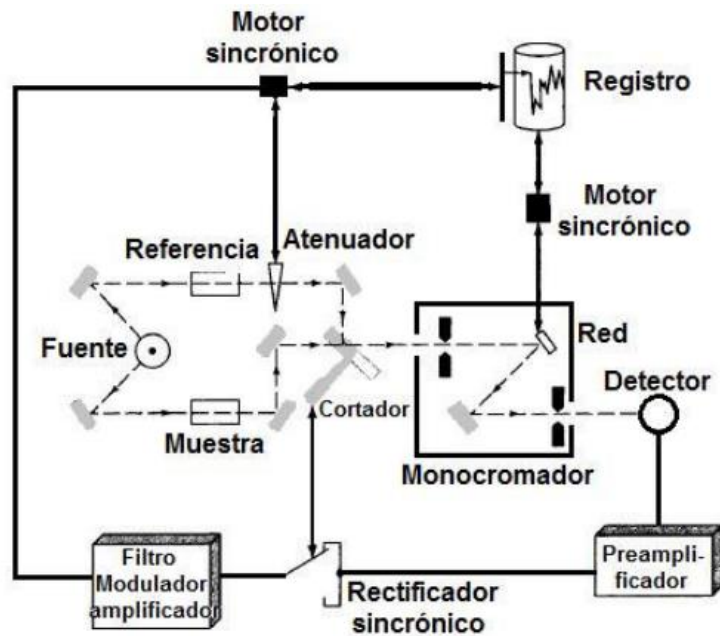 Motor
sincrónico
Registro
Motor
sincrónico
Referencia
Atenuador
Fuente
Red
Detector
Cortador
Muestra
Monocromador
Filtro
Modulador
amplificador
Rectificador
sincrónico
Preampli-
ficador